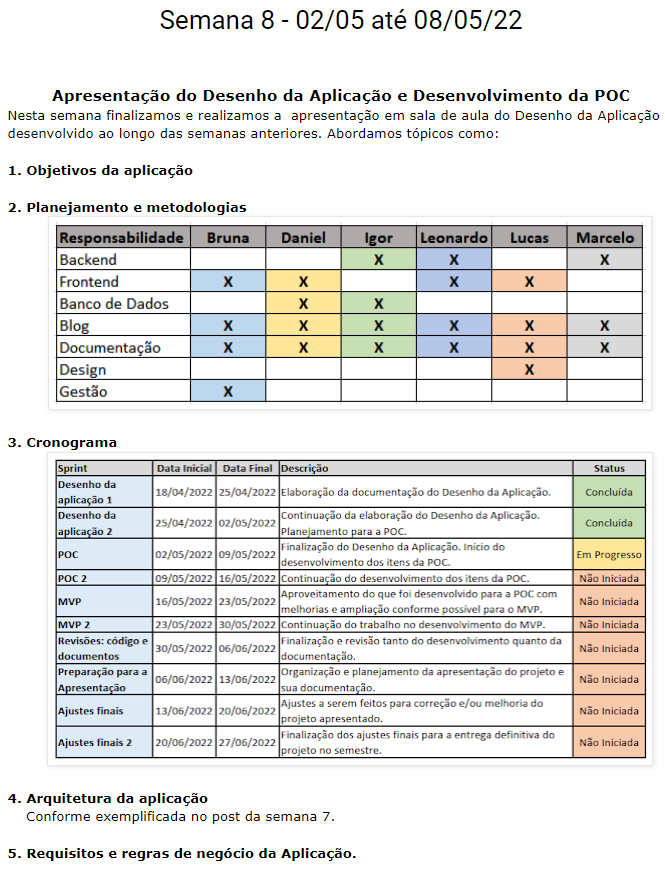 Semana 8 - 02/05 até 08/05/22
Apresentação do Desenho da Aplicação e Desenvolvimento da POC
Nesta semana finalizamos e realizamos a apresentação em sala de aula do Desenho da Aplicação
desenvolvido ao longo das semanas anteriores. Abordamos tópicos como:
1. Objetivos da aplicação
2. Planejamento e metodologias
Responsabilidade Bruna Daniel Igor Leonardo Lucas Marcelo
Backend X X X
Frontend X X X X
Banco de Dados X X
Blog X X X X X X
Documentação X X X X X X
Design X
Gestão X
3. Cronograma
Sprint Data Inicial Data Final Descrição Status
Desenho da
aplicação 1 18/04/2022 25/04/2022 Elaboração da documentação do Desenho da Aplicação. Concluída
Desenho da
aplicação 2 25/04/2022 02/05/2022 Continuação da elaboração do Desenho da Aplicação.
Planejamento para a POC. Concluída
POC 02/05/2022 09/05/2022 Finalização do Desenho da Aplicação. Início do
desenvolvimento dos itens da POC. Em Progresso
POC 2 09/05/2022 16/05/2022 Continuação do desenvolvimento dos itens da POC. Não Iniciada
MVP 16/05/2022 23/05/2022 Aproveitamento do que foi desenvolvido para a POC com
melhorias e ampliação conforme possível para o MVP. Não Iniciada
MVP 2 23/05/2022 30/05/2022 Continuação do trabalho no desenvolvimento do MVP. Não Iniciada
Revisões: código e
documentos 30/05/2022 06/06/2022 Finalização e revisão tanto do desenvolvimento quanto da
documentação. Não Iniciada
Preparação para a
Apresentação 06/06/2022 13/06/2022 Organização e planejamento da apresentação do projeto e
sua documentação. Não Iniciada
Ajustes finais 13/06/2022 20/06/2022 Ajustes a serem feitos para correção e/ou melhoria do
projeto apresentado. Não Iniciada
Ajustes finais 2 20/06/2022 27/06/2022 Finalização dos ajustes finais para a entrega definitiva do
projeto no semestre. Não Iniciada
4. Arquitetura da aplicação
Conforme exemplificada no post da semana 7.
5. Requisitos e regras de negócio da Aplicação.